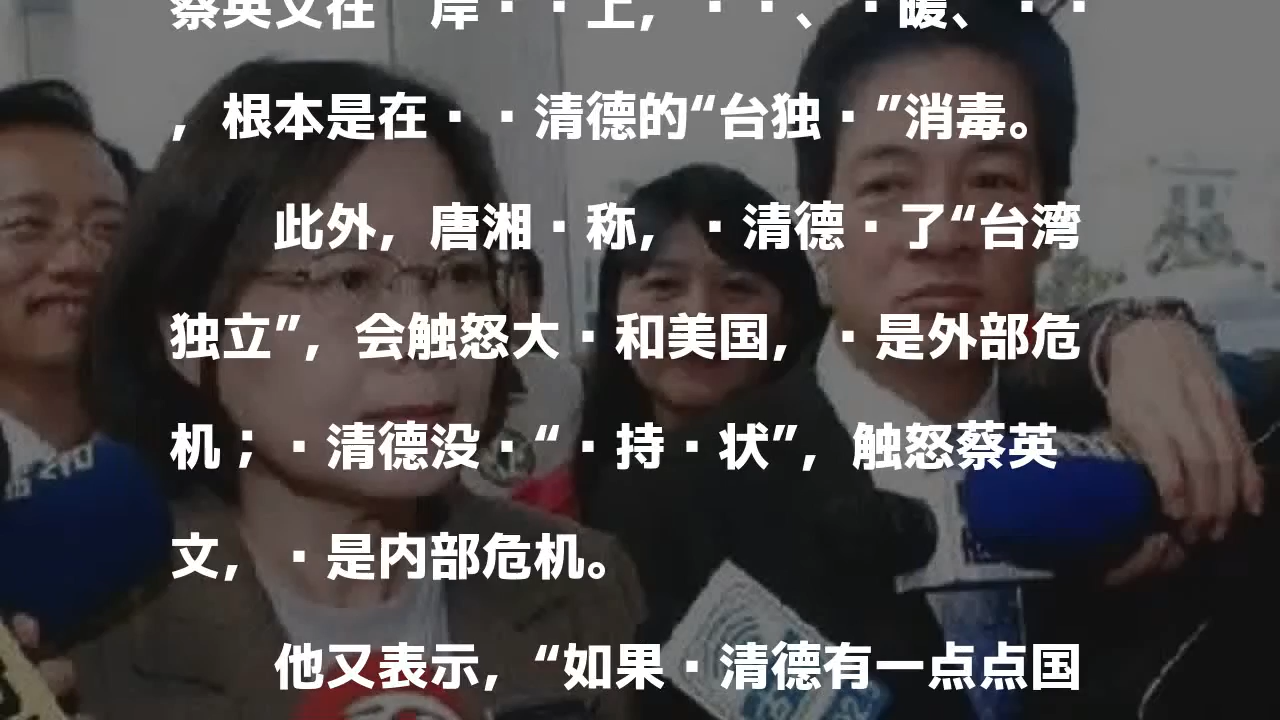 蔡英文在 岸··上，··、·暖、··
，根本是在··清德的“台独·”消毒。
此外，唐湘·称，·清德·了“台湾
独立”，会触怒大·和美国，·是外部危
机；·清德没·“·持·状”，触怒蔡英
文，·是内部危机。
他又表示，“如果·清德有一点点国